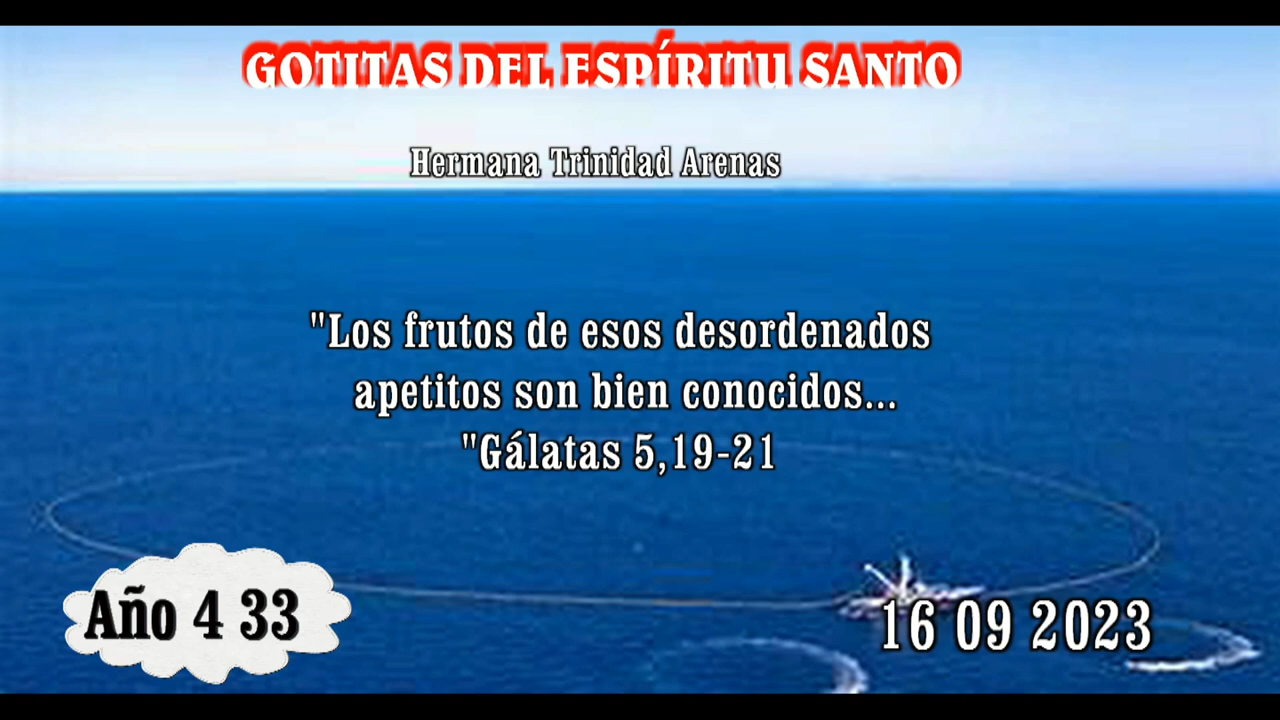 GOTITAS DEL ESPÍRITU SANTO
Hermana Trinidad Arenas
"Los frutos de esos desordenados
apetitos son bien conocidos...
"Gálatas 5,19-21
Año 4 33
16 09 2023